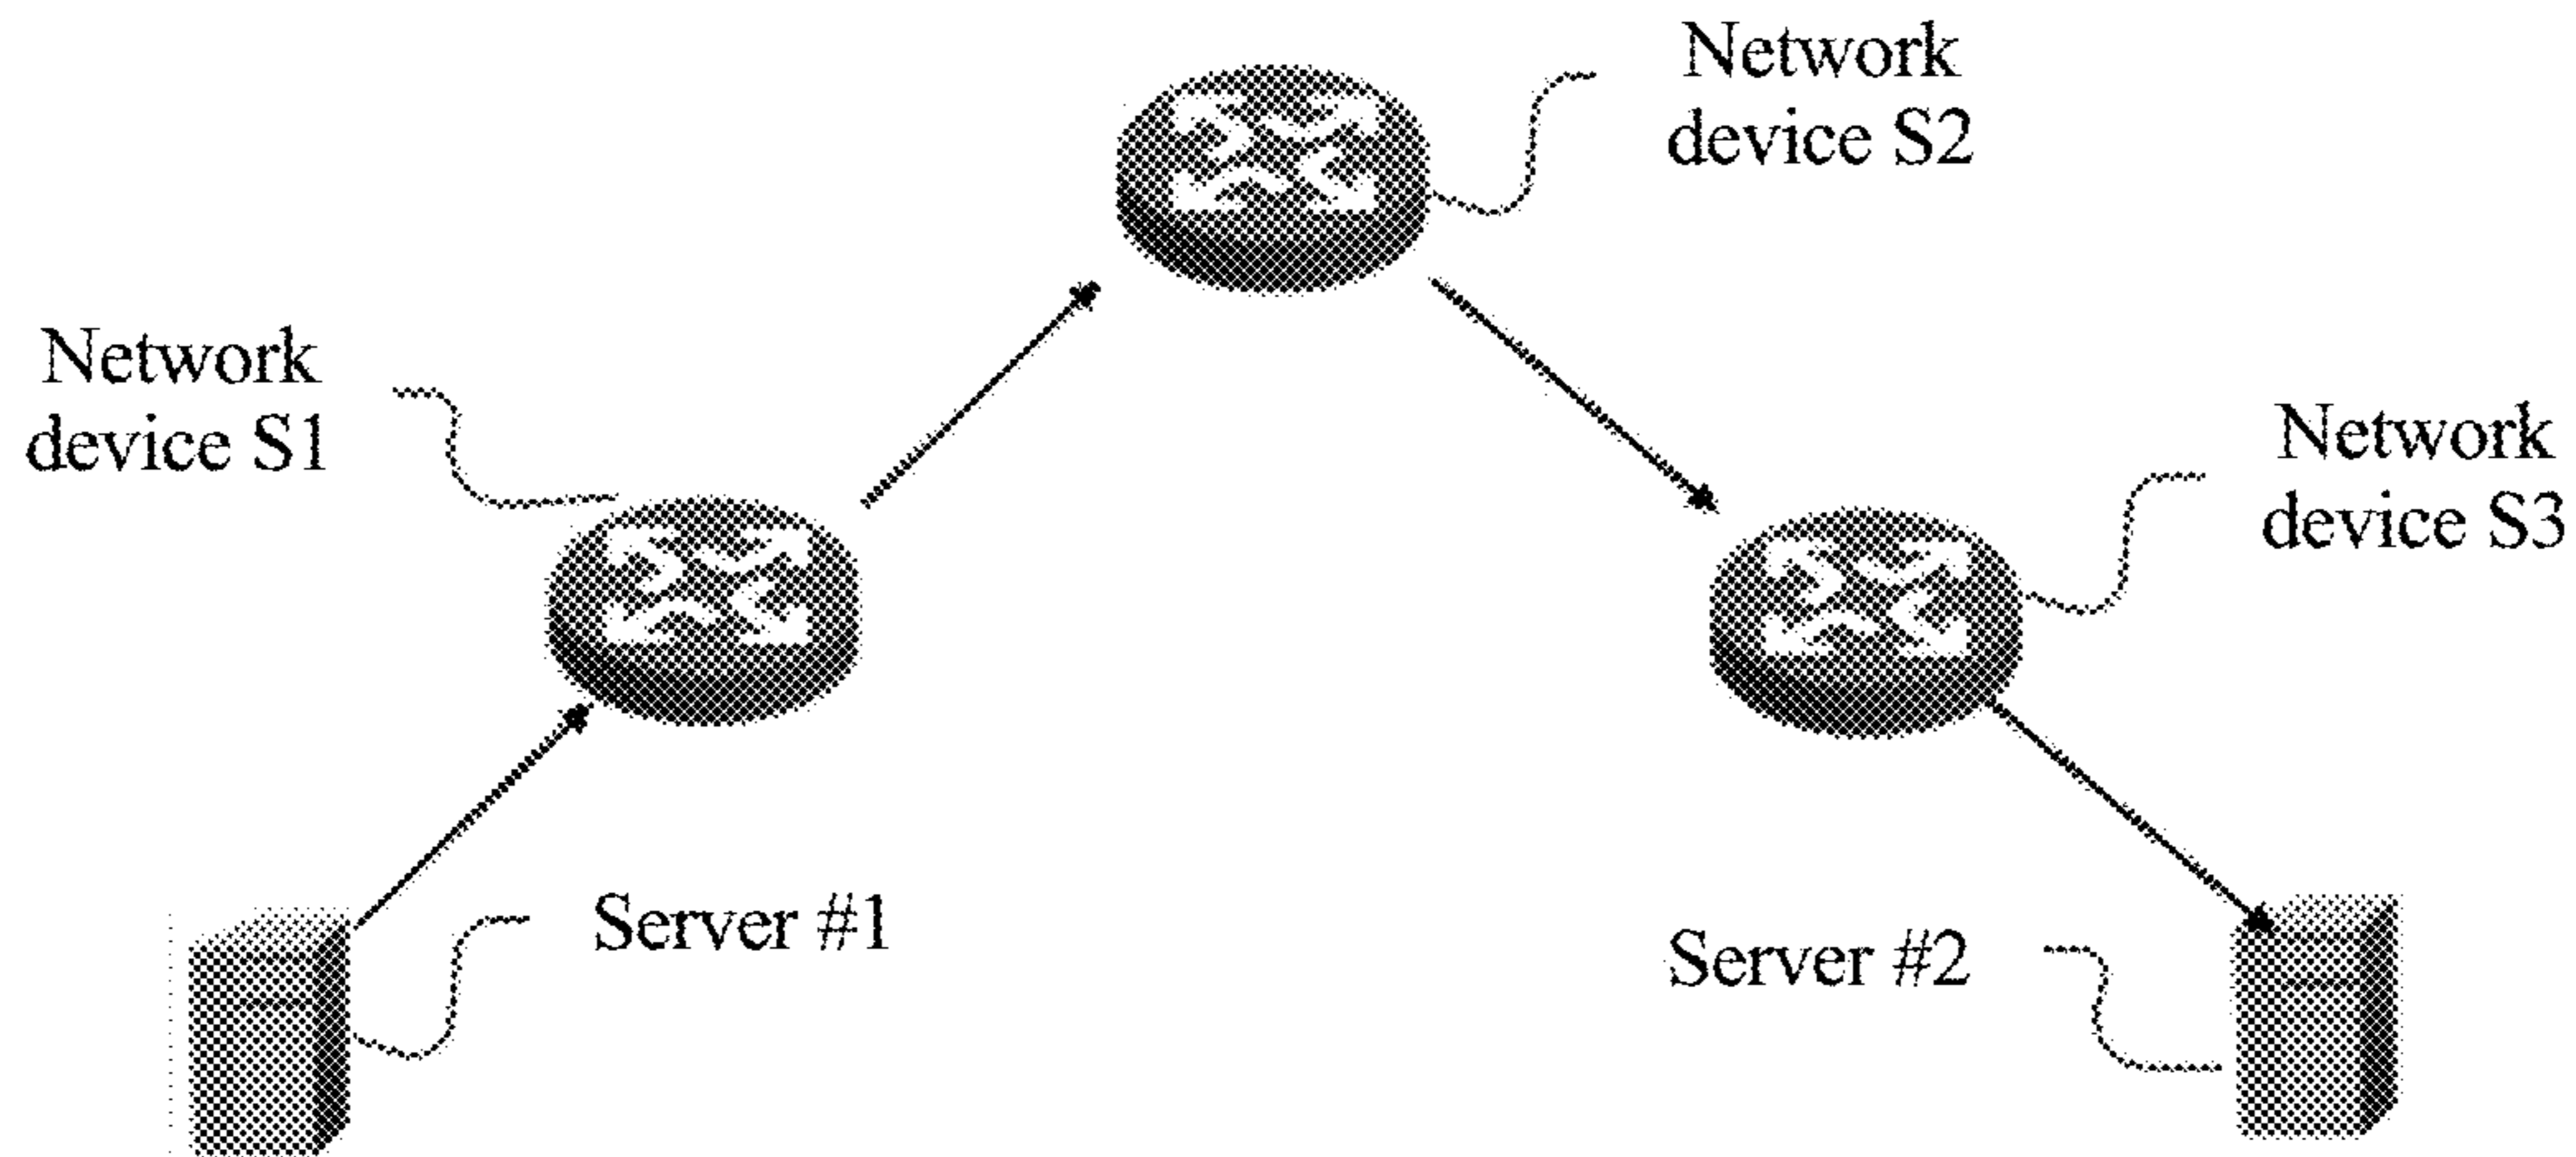 Network
device S2
Network
device S1
Network
device S3
Server #1
Server #2